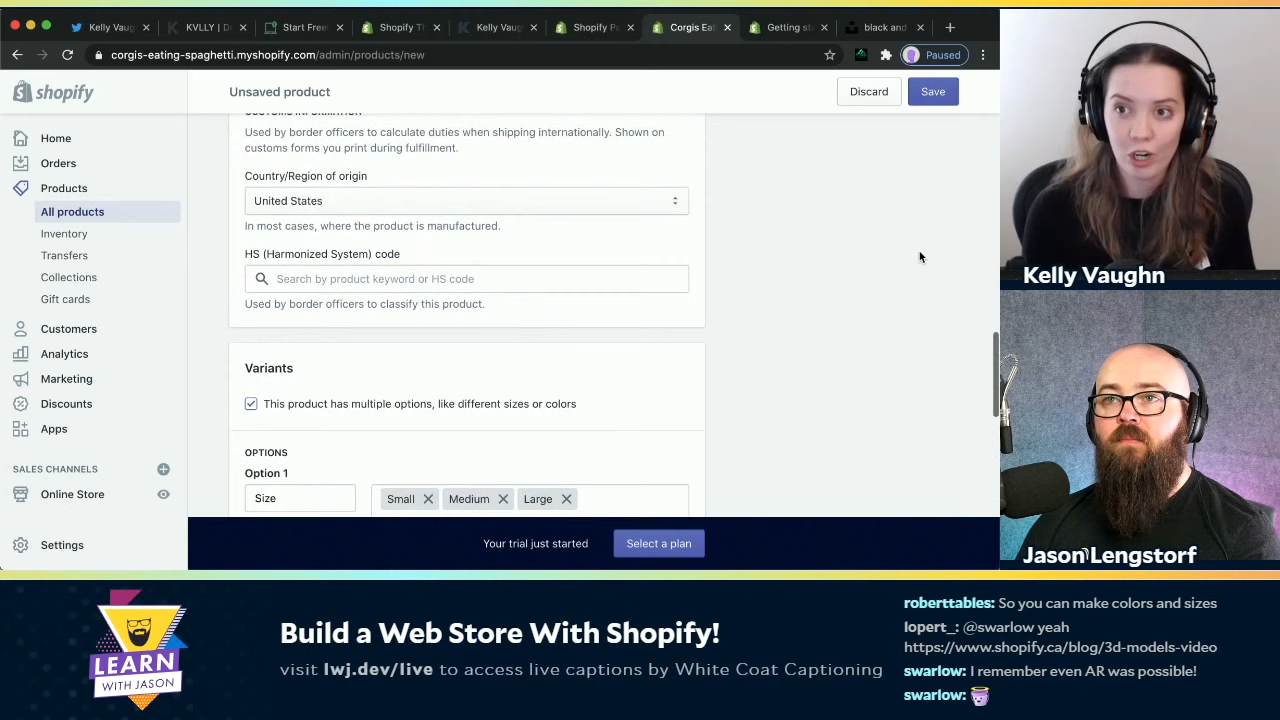 Kelly Vaug
KVLLY | D
Start Free
Shopify Th
Kelly Vaug
Shopify Pa
Corgis Eat
Getting st
black and
corgis-eating-spaghetti.myshopify.com/admin/products/new
Paused
shopify
Unsaved product
Discard
Save
Home
Orders
Products
All products
Inventory
Transfers
Collections
Gift cards
Customers
Analytics
Marketing
Discounts
Apps
SALES CHANNELS
Online Store
Settings
CUSTOMS INFORMATION
Used by border officers to calculate duties when shipping internationally. Shown on
customs forms you print during fulfillment.
Country/Region of origin
United States
In most cases, where the product is manufactured.
HS (Harmonized System) code
Search by product keyword or HS code
Used by border officers to classify this product.
Variants
This product has multiple options, like different sizes or colors
OPTIONS
Option 1
Size
Small Medium Large
Your trial just started
Select a plan
Kelly Vaughn
Jason Lengstorf
LEARN
WITH JASON
Build a Web Store With Shopify!
visit lwj.dev/live to access live captions by White Coat Captioning
roberttables: So you can make colors and sizes
lopert_: @swarlow yeah
https://www.shopify.ca/blog/3d-models-video
swarlow: I remember even AR was possible!
swarlow: